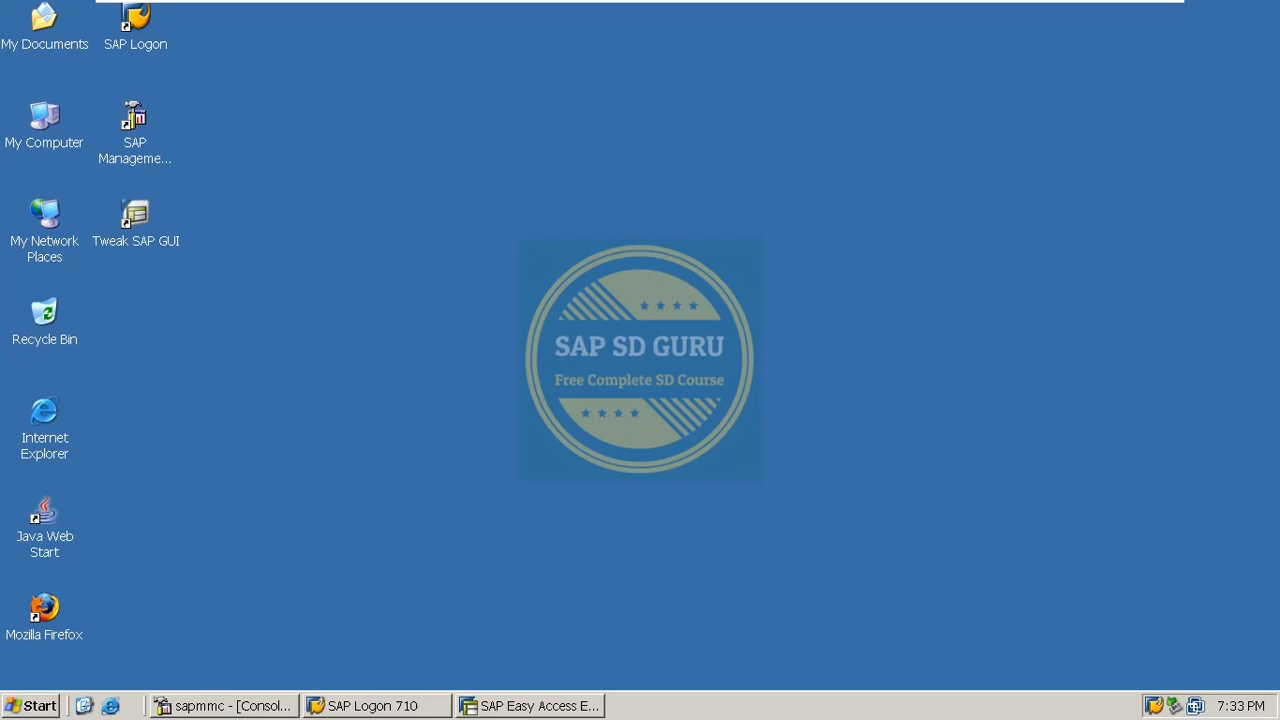 My Documents
SAP Logon
My Computer
SAP
Manageme...
My Network
Places
Tweak SAP GUI
Recycle Bin
Internet
Explorer
Java Web
Start
Mozilla Firefox
SAP SD GURU
Free Complete SD Course
Start
sapmmc - [Consol...
SAP Logon 710
SAP Easy Access E...
7:33 PM